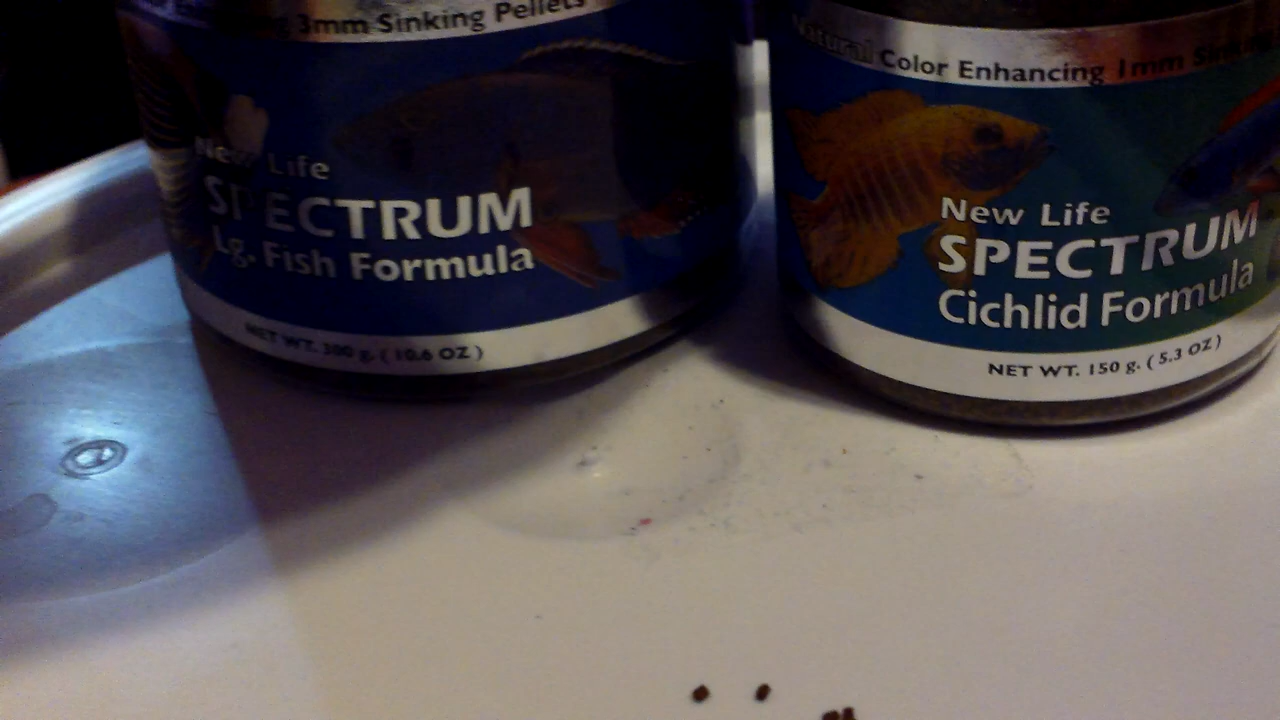 3mm Sinking Pellets
New Life
SPECTRUM
Lg. Fish Formula
NET WT. 300 g. ( 10.6 OZ )
Natural Color Enhancing 1mm
New Life
SPECTRUM
Cichlid Formula
NET WT. 150 g. ( 5.3 OZ )